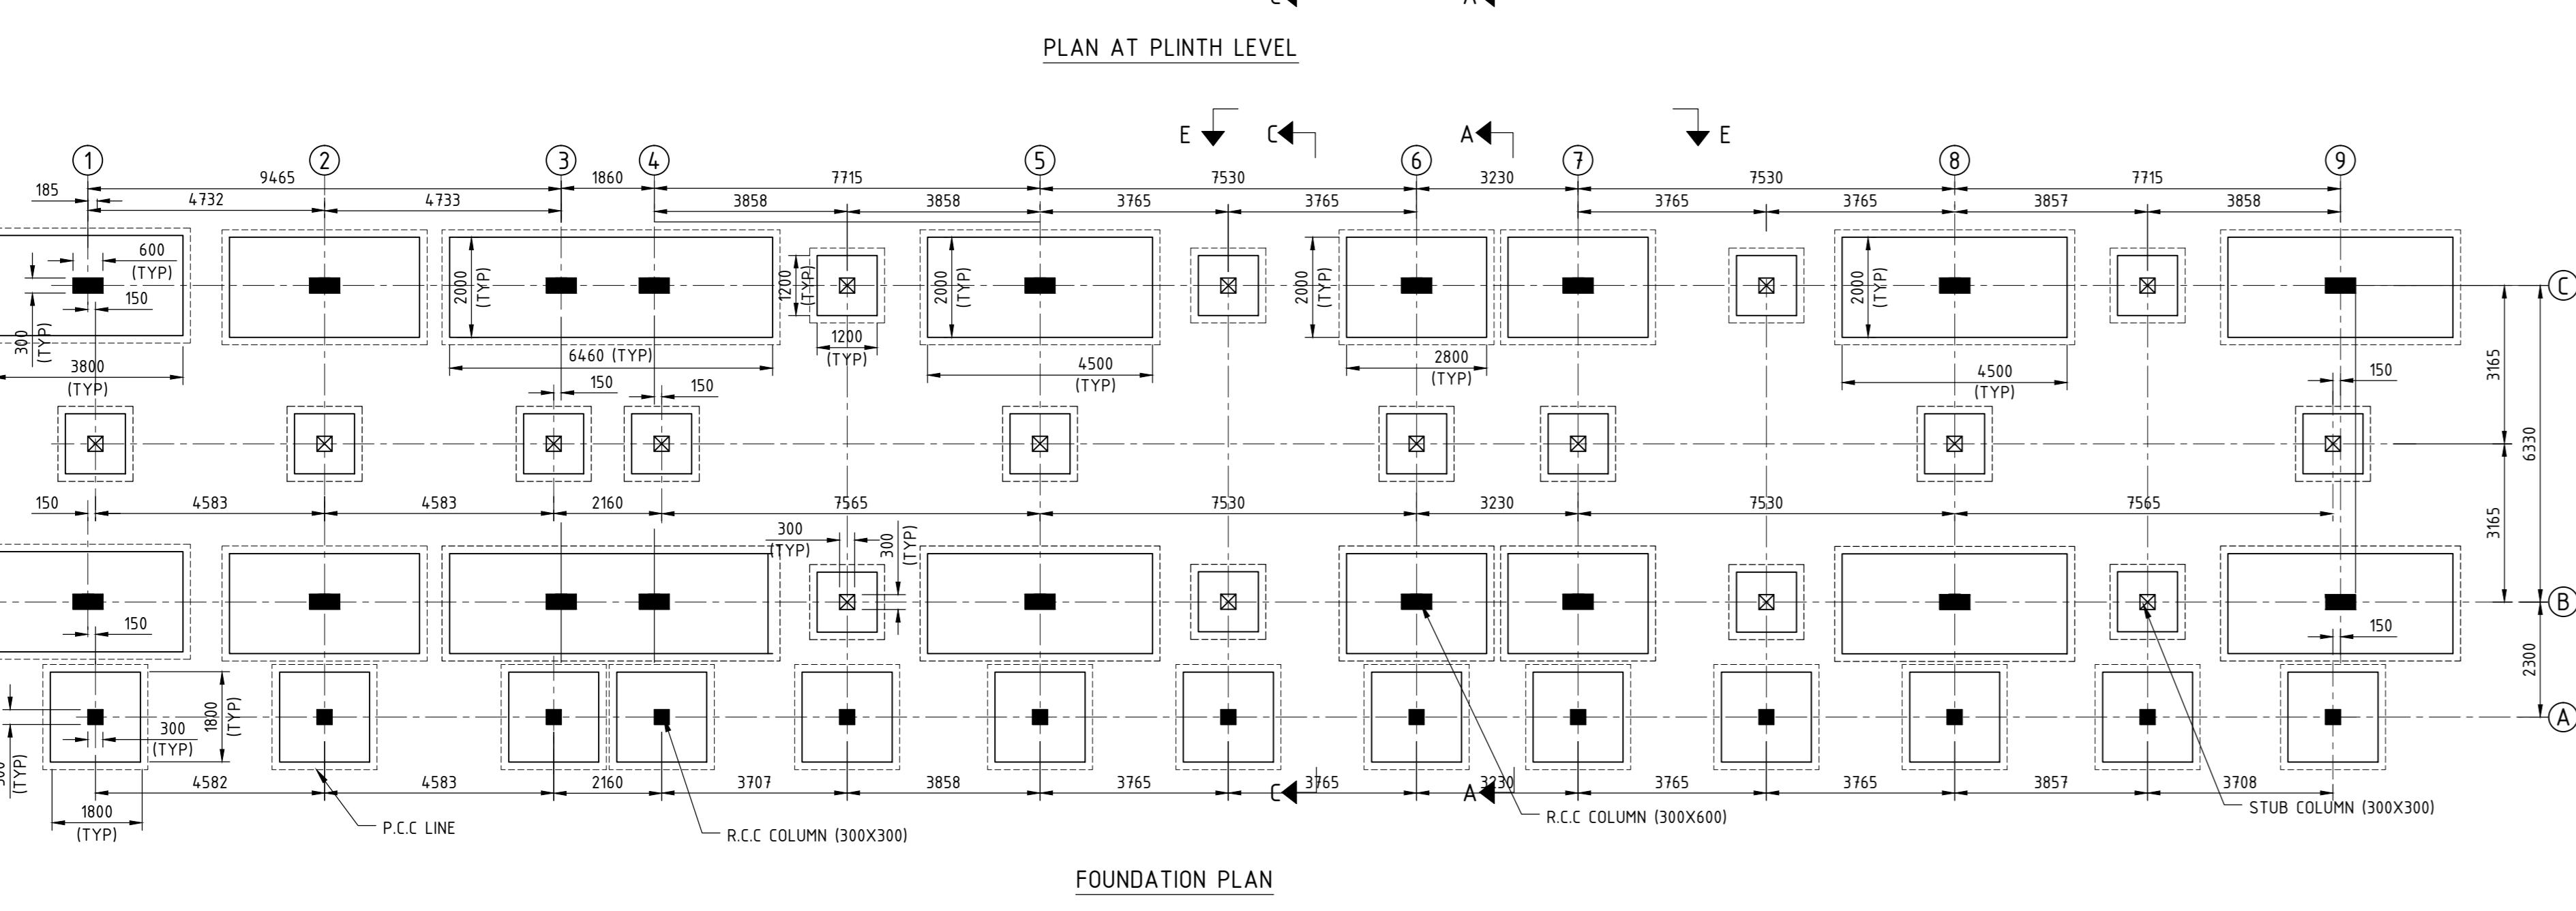 C A
PLAN AT PLINTH LEVEL
E C A E
1 2 3 4 5 6 7 8 9
185 9465 1860 7715 7530 3230 7530 7715
4732 4733 3858 3858 3765 3765 3765 3765 3857 3858
600
(TYP)
150
300
(TYP)
3800
(TYP)
2000
(TYP)
6460 (TYP)
1200
(TYP)
1200
(TYP)
2000
(TYP)
4500
(TYP)
2000
(TYP)
2800
(TYP)
2000
(TYP)
4500
(TYP)
C
150 150 150
3165
6330
150 4583 4583 2160 7565 7530 3230 7530 7565
3165
300
(TYP)
300
(TYP)
B
150 150
2300
1800
(TYP)
300
(TYP)
(TYP)
A
4582 4583 2160 3707 3858 3765 C 3765 A 3230 3765 3765 3857 3708
1800
(TYP)
P.C.C LINE
R.C.C COLUMN (300X300)
R.C.C COLUMN (300X600)
STUB COLUMN (300X300)
FOUNDATION PLAN